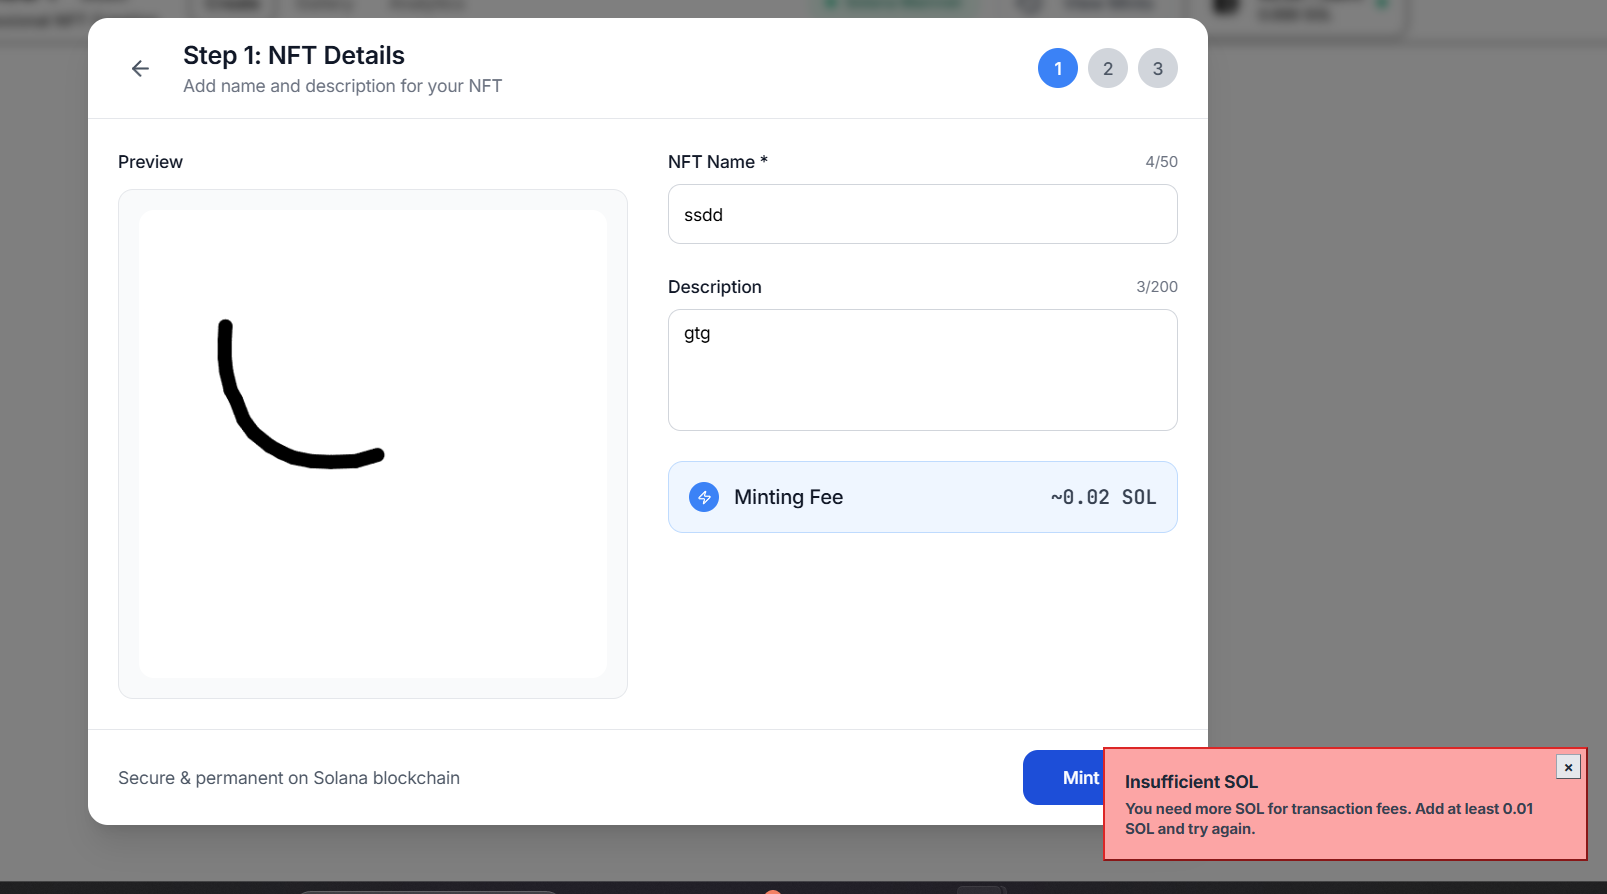 Step 1: NFT Details
Add name and description for your NFT
1 2 3
Preview
NFT Name *
4/50
ssdd
Description
3/200
gtg
Minting Fee
~0.02 SOL
Secure & permanent on Solana blockchain
Mint
Insufficient SOL
×
You need more SOL for transaction fees. Add at least 0.01
SOL and try again.